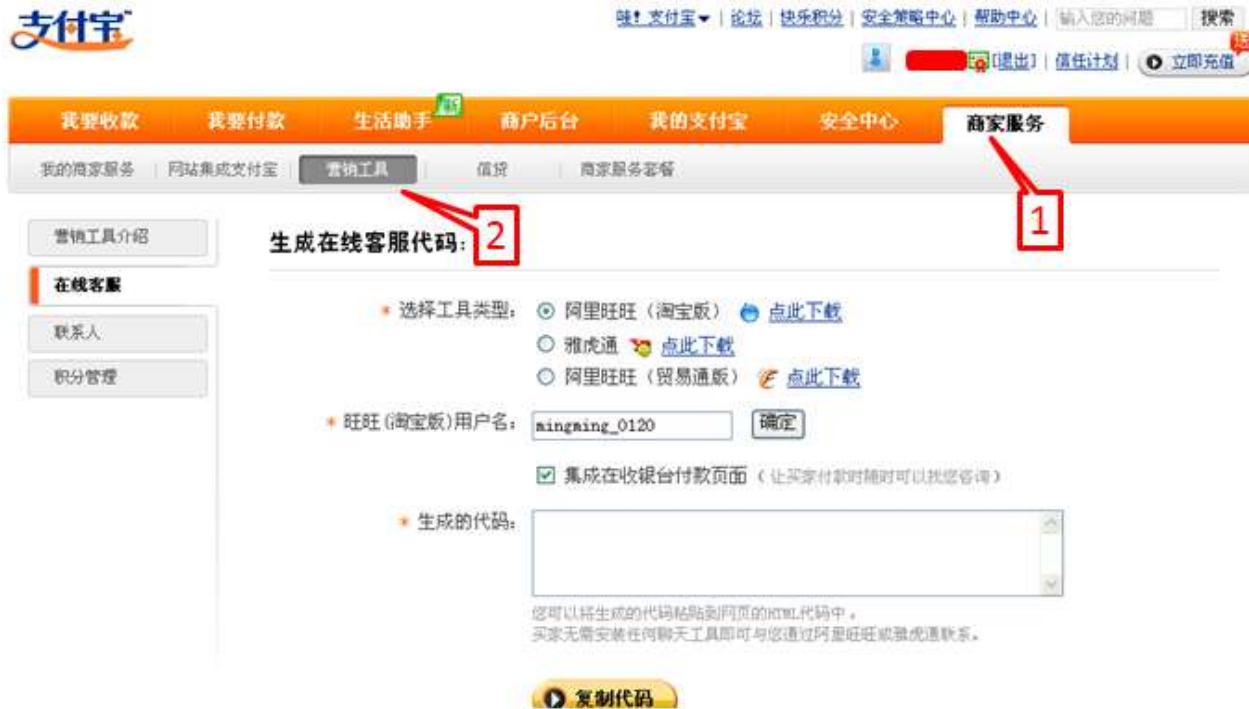 支付宝
哇！支付宝 | 论坛 | 快乐积分 | 安全策略中心 | 帮助中心 | 输入您的问题 搜索
送
[退出] | 信任计划 | 立即充值
我要收款 我要付款 生活助手 新 商户后台 我的支付宝 安全中心 商家服务
我的商家服务 | 网站集成支付宝 | 营销工具 | 信贷 | 商家服务套餐
1
2
营销工具介绍
在线客服
联系人
积分管理
生成在线客服代码:
* 选择工具类型: 阿里旺旺（淘宝版） 点此下载
雅虎通 点此下载
阿里旺旺（贸易通版） 点此下载
* 旺旺(淘宝版)用户名: mingming_0120 确定
集成在收银台付款页面（让买家付款时随时可以找您咨询）
* 生成的代码:
您可以将生成的代码粘贴到网页的HTML代码中。
买家无需安装任何聊天工具即可与您通过阿里旺旺或雅虎通联系。
复制代码